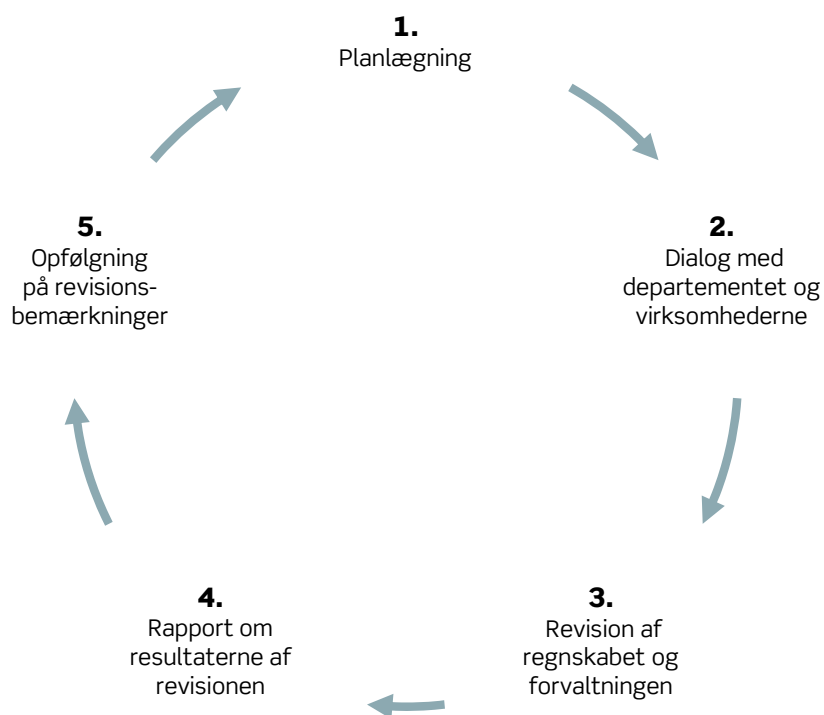 1.
Planlægning
2.
Dialog med
departementet og
virksomhederne
3.
Revision af
regnskabet og
forvaltningen
4.
Rapport om
resultaterne af
revisionen
5.
Opfølgning
på revisions-
bemærkninger